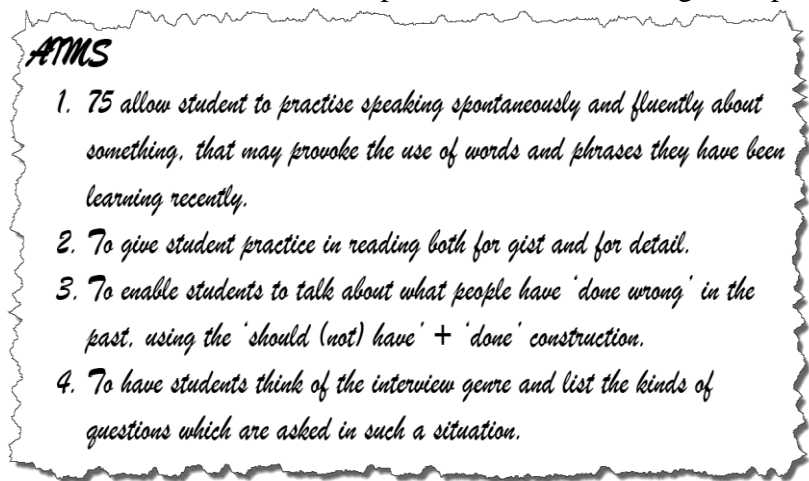 AIMS
1. 75 allow student to practise speaking spontaneously and fluently about
something, that may provoke the use of words and phrases they have been
learning recently.
2. To give student practice in reading both for gist and for detail.
3. To enable students to talk about what people have 'done wrong' in the
past, using the 'should (not) have' + 'done' construction.
4. To have students think of the interview genre and list the kinds of
questions which are asked in such a situation.